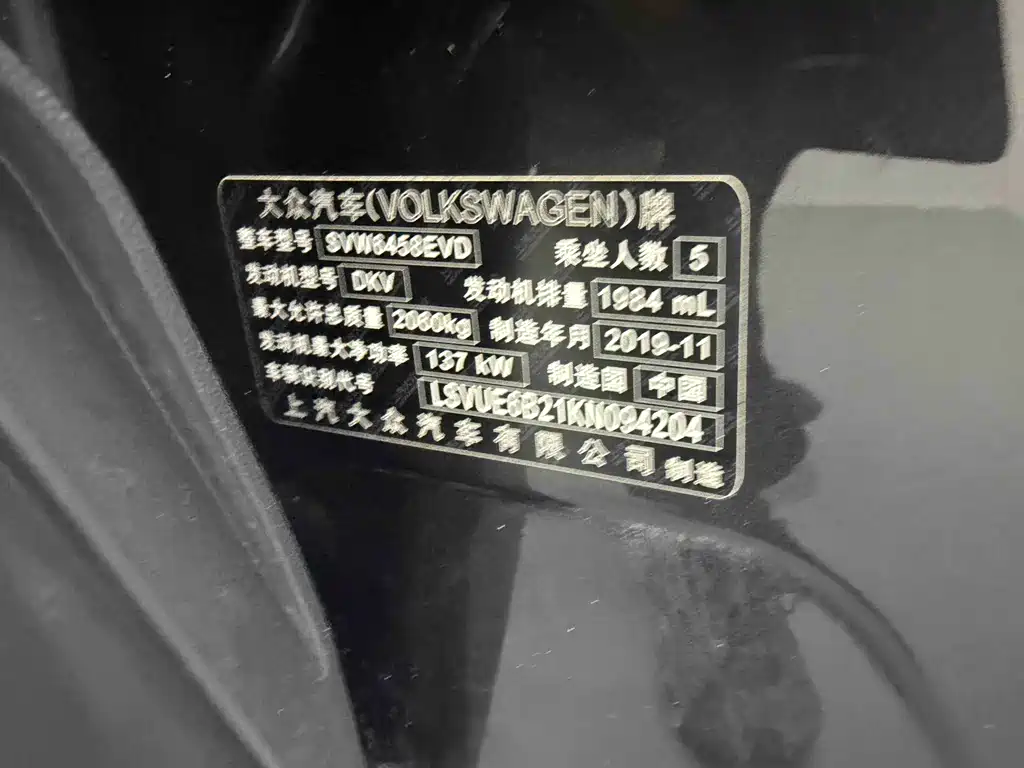 大众汽车(VOLKSWAGEN)牌
整车型号 SVW6458EVD 乘坐人数 5
发动机型号 DKV 发动机排量 1984 mL
最大允许总质量 2080kg 制造年月 2019-11
发动机最大净功率 137 kW 制造国 中国
车辆识别代号 LSVUE6B21KN094204
上汽大众汽车有限公司制造